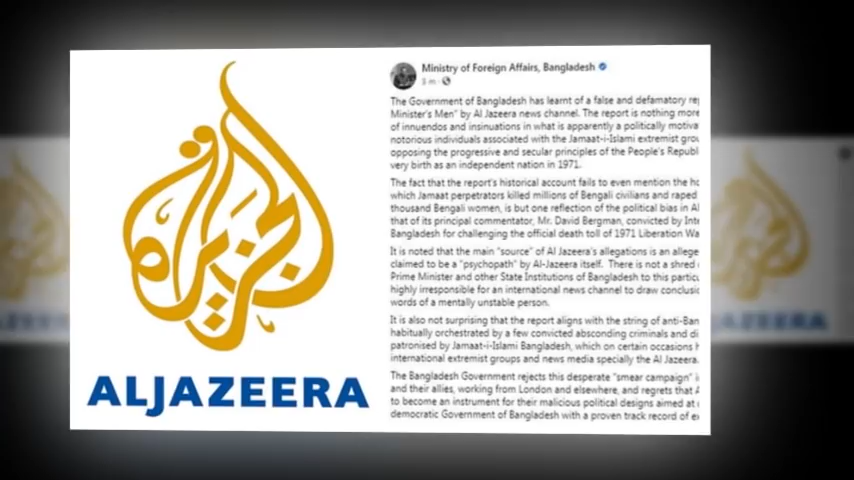 الجزيرة
ALJAZEERA
Ministry of Foreign Affairs, Bangladesh
The Government of Bangladesh has learnt of a false and defamatory re
Minister's Men" by Al Jazeera news channel. The report is nothing more
of innuendos and insinuations in what is apparently a politically motiva
notorious individuals associated with the Jamaat-i-Islami extremist gro
opposing the progressive and secular principles of the People's Republ
very birth as an independent nation in 1971.
The fact that the report's historical account fails to even mention the ho
which Jamaat perpetrators killed millions of Bengali civilians and raped
thousand Bengali women, is but one reflection of the political bias in Al
that of its principal commentator, Mr. David Bergman, convicted by Inte
Bangladesh for challenging the official death toll of 1971 Liberation Wa
It is noted that the main "source" of Al Jazeera's allegations is an allege
claimed to be a "psychopath" by Al-Jazeera itself. There is not a shred
Prime Minister and other State Institutions of Bangladesh to this particu
highly irresponsible for an international news channel to draw conclusio
words of a mentally unstable person.
It is also not surprising that the report aligns with the string of anti-Ban
habitually orchestrated by a few convicted absconding criminals and di
patronised by Jamaat-i-Islami Bangladesh, which on certain occasions h
international extremist groups and news media specially the Al Jazeera.
The Bangladesh Government rejects this desperate "smear campaign" i
and their allies, working from London and elsewhere, and regrets that A
to become an instrument for their malicious political designs aimed at
democratic Government of Bangladesh with a proven track record of e